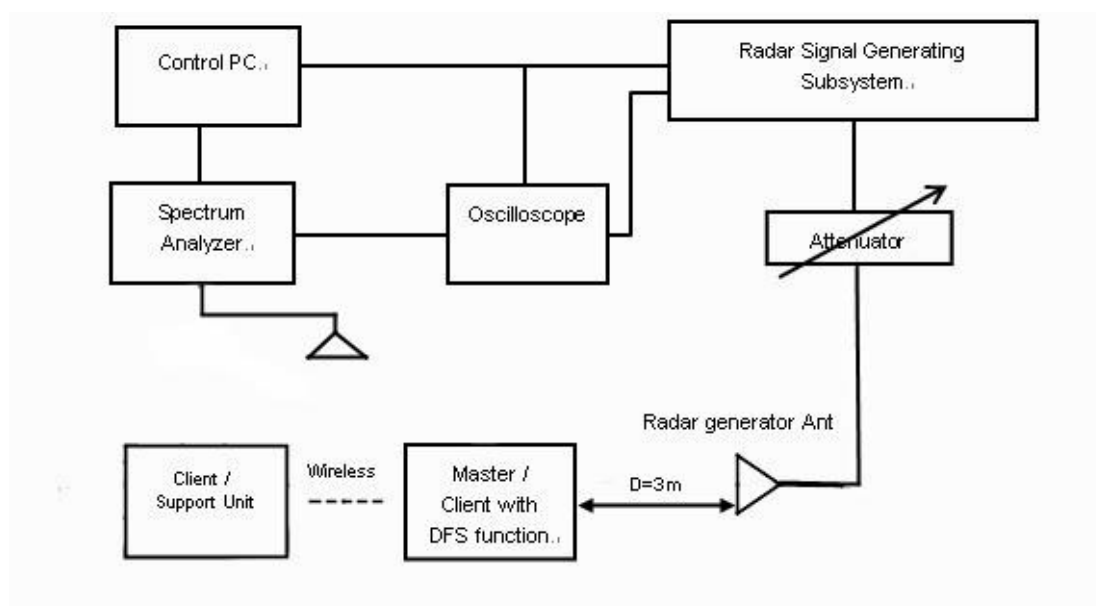 Control PC
Radar Signal Generating
Subsystem
Spectrum
Analyzer
Oscilloscope
Attenuator
Radar generator Ant
Client /
Support Unit
Wireless
Master /
Client with
DFS function
D=3m